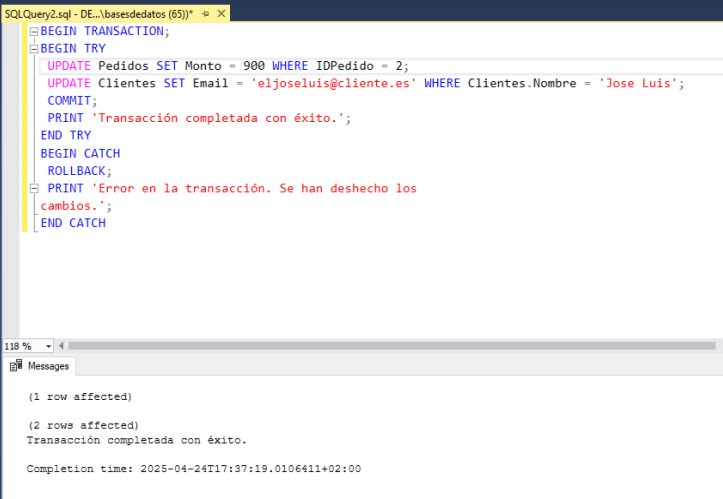 SQLQuery2.sql - DE...\basesdedatos (65))*
BEGIN TRANSACTION;
BEGIN TRY
UPDATE Pedidos SET Monto = 900 WHERE IDPedido = 2;
UPDATE Clientes SET Email = 'eljoseluis@cliente.es' WHERE Clientes.Nombre = 'Jose Luis';
COMMIT;
PRINT 'Transacción completada con éxito.';
END TRY
BEGIN CATCH
ROLLBACK;
PRINT 'Error en la transacción. Se han deshecho los
cambios.';
END CATCH
118 %
Messages
(1 row affected)
(2 rows affected)
Transacción completada con éxito.
Completion time: 2025-04-24T17:37:19.0106411+02:00